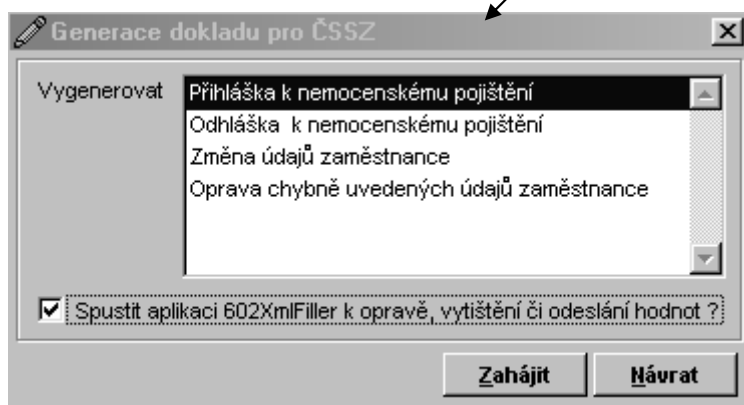 Generace dokladu pro ČSSZ
Vygenerovat
Přihláška k nemocenskému pojištění
Odhláška k nemocenskému pojištění
Změna údajů zaměstnance
Oprava chybně uvedených údajů zaměstnance
Spustit aplikaci 602XmlFiller k opravě, vytištění či odeslání hodnot ?
Zahájit Návrat